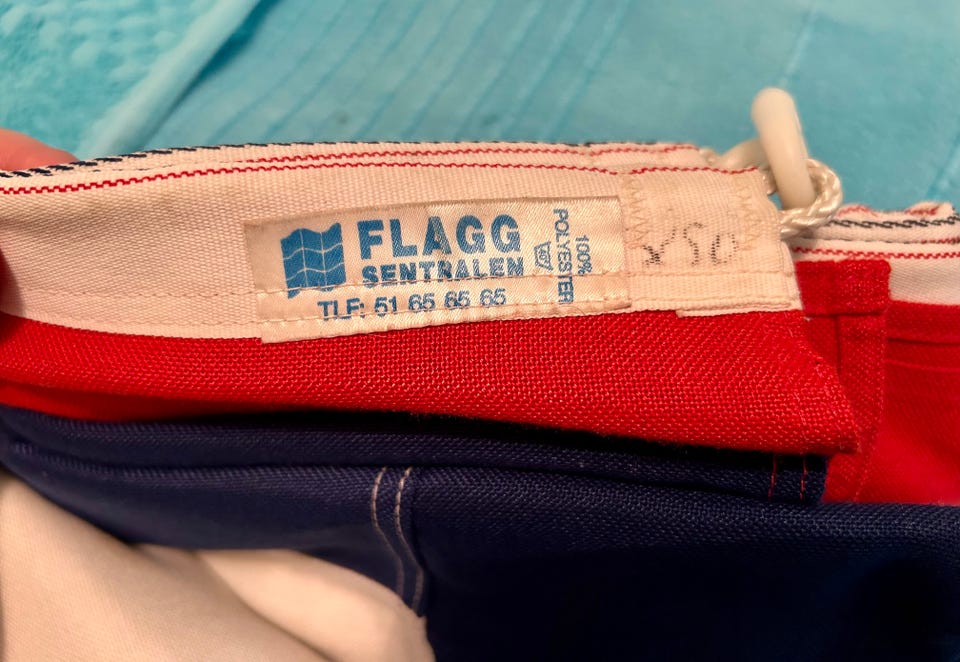 FLAGG
SENTRALEN
TLF: 51 65 65 65
100%
POLYESTER